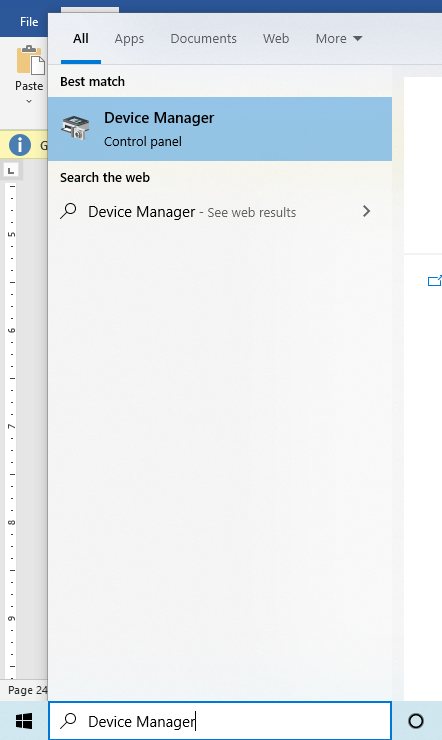 File
All Apps Documents Web More
Paste
Best match
Device Manager
Control panel
G
Search the web
Device Manager - See web results
5
6
7
8
9
Page 24
Device Manager